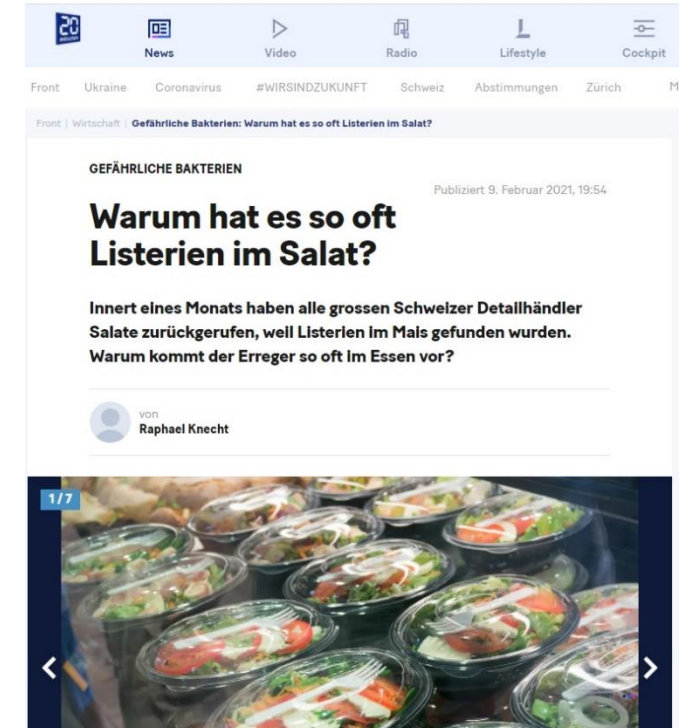 20
minuten
News
Video
Radio
Lifestyle
Cockpit
Front Ukraine Coronavirus #WIRSINDZUKUNFT Schweiz Abstimmungen Zürich M
Front | Wirtschaft | Gefährliche Bakterien: Warum hat es so oft Listerien im Salat?
GEFÄHRLICHE BAKTERIEN
Publiziert 9. Februar 2021, 19:54
Warum hat es so oft
Listerien im Salat?
Innert eines Monats haben alle grossen Schweizer Detailhändler
Salate zurückgerufen, weil Listerien im Mais gefunden wurden.
Warum kommt der Erreger so oft im Essen vor?
von
Raphael Knecht
1/7